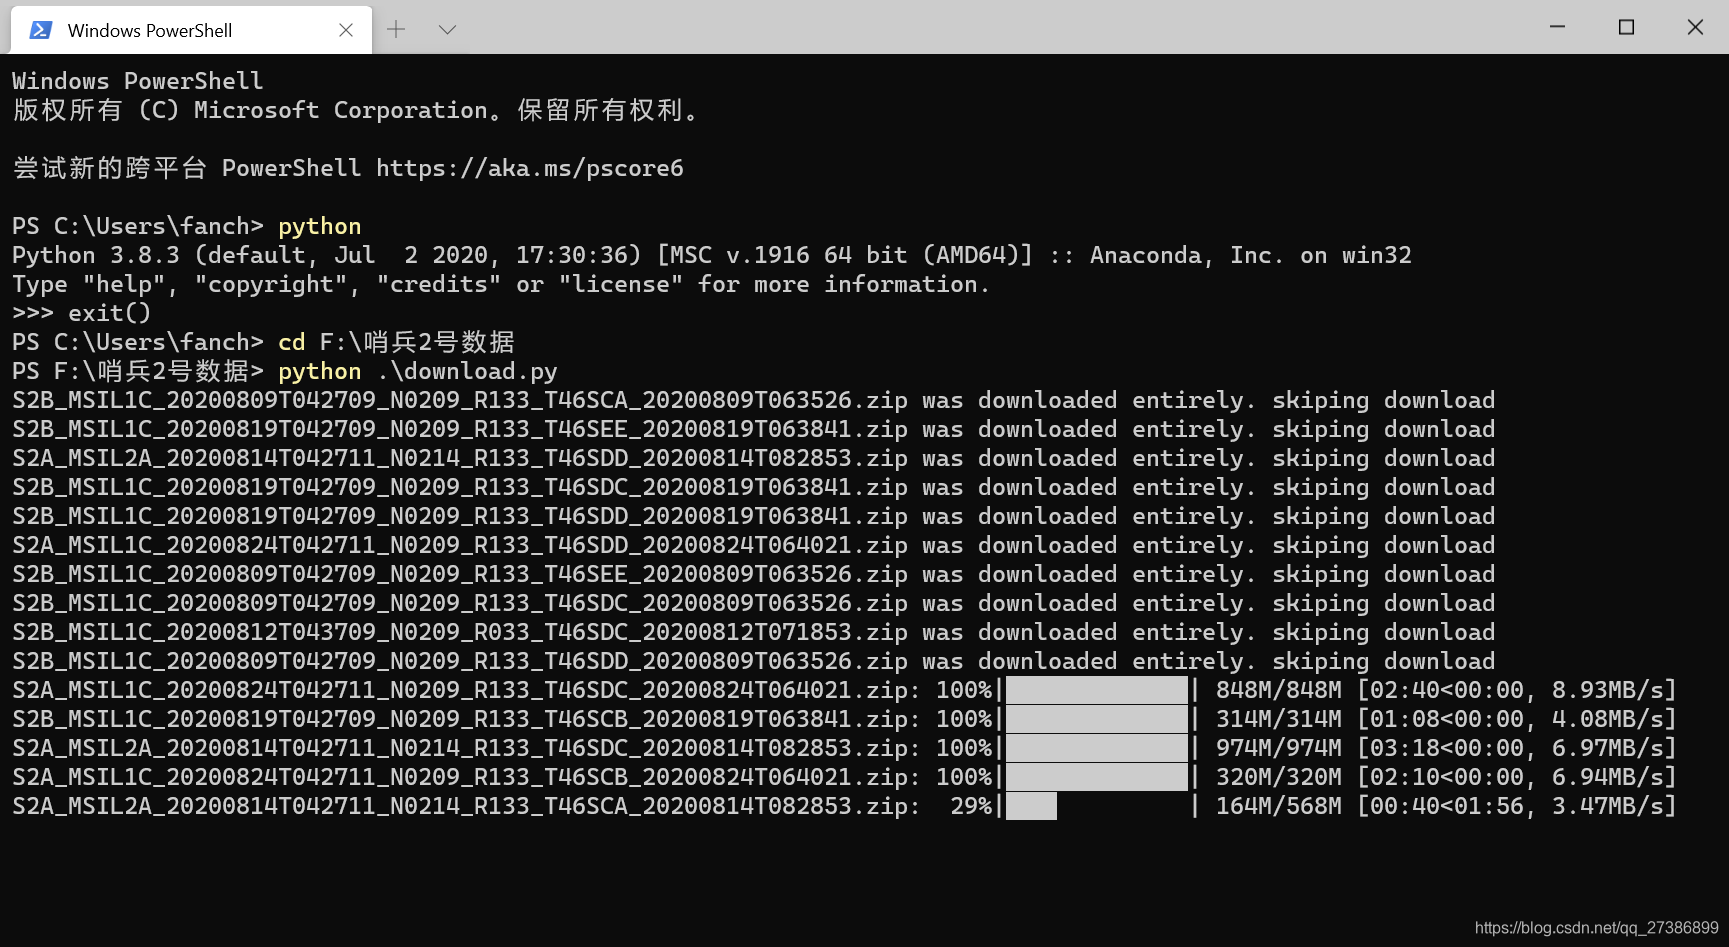 Windows PowerShell
Windows PowerShell
版权所有 (C) Microsoft Corporation。保留所有权利。
尝试新的跨平台 PowerShell https://aka.ms/pscore6
PS C:\Users\fanch> python
Python 3.8.3 (default, Jul  2 2020, 17:30:36) [MSC v.1916 64 bit (AMD64)] :: Anaconda, Inc. on win32
Type "help", "copyright", "credits" or "license" for more information.
>>> exit()
PS C:\Users\fanch> cd F:\哨兵2号数据
PS F:\哨兵2号数据> python .\download.py
S2B_MSIL1C_20200809T042709_N0209_R133_T46SCA_20200809T063526.zip was downloaded entirely. skiping download
S2B_MSIL1C_20200819T042709_N0209_R133_T46SEE_20200819T063841.zip was downloaded entirely. skiping download
S2A_MSIL2A_20200814T042711_N0214_R133_T46SDD_20200814T082853.zip was downloaded entirely. skiping download
S2B_MSIL1C_20200819T042709_N0209_R133_T46SDC_20200819T063841.zip was downloaded entirely. skiping download
S2B_MSIL1C_20200819T042709_N0209_R133_T46SDD_20200819T063841.zip was downloaded entirely. skiping download
S2A_MSIL1C_20200824T042711_N0209_R133_T46SDD_20200824T064021.zip was downloaded entirely. skiping download
S2B_MSIL1C_20200809T042709_N0209_R133_T46SEE_20200809T063526.zip was downloaded entirely. skiping download
S2B_MSIL1C_20200809T042709_N0209_R133_T46SDC_20200809T063526.zip was downloaded entirely. skiping download
S2B_MSIL1C_20200812T043709_N0209_R033_T46SDC_20200812T071853.zip was downloaded entirely. skiping download
S2B_MSIL1C_20200809T042709_N0209_R133_T46SDD_20200809T063526.zip was downloaded entirely. skiping download
S2A_MSIL1C_20200824T042711_N0209_R133_T46SDC_20200824T064021.zip: 100%| | 848M/848M [02:40<00:00, 8.93MB/s]
S2B_MSIL1C_20200819T042709_N0209_R133_T46SCB_20200819T063841.zip: 100%| | 314M/314M [01:08<00:00, 4.08MB/s]
S2A_MSIL2A_20200814T042711_N0214_R133_T46SDC_20200814T082853.zip: 100%| | 974M/974M [03:18<00:00, 6.97MB/s]
S2A_MSIL1C_20200824T042711_N0209_R133_T46SCB_20200824T064021.zip: 100%| | 320M/320M [02:10<00:00, 6.94MB/s]
S2A_MSIL2A_20200814T042711_N0214_R133_T46SCA_20200814T082853.zip:  29%| | 164M/568M [00:40<01:56, 3.47MB/s]
https://blog.csdn.net/qq_27386899